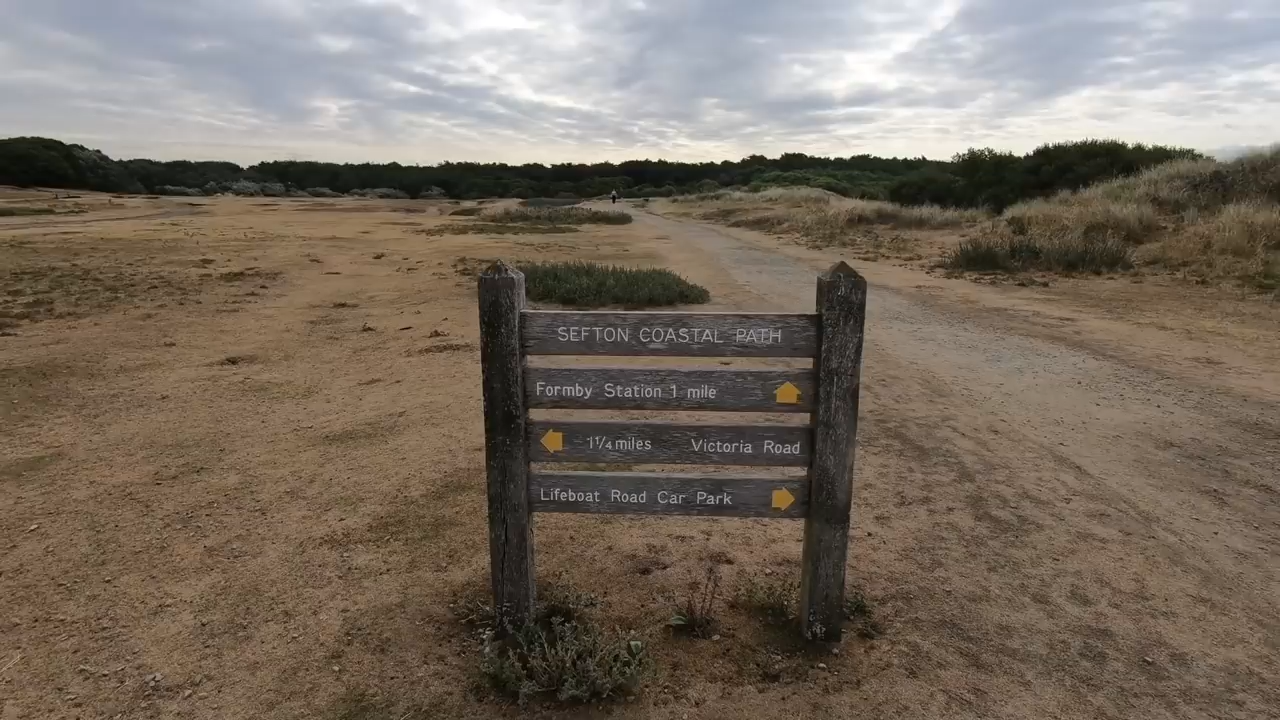 SEFTON COASTAL PATH
Formby Station 1 mile
1¼ miles Victoria Road
Lifeboat Road Car Park